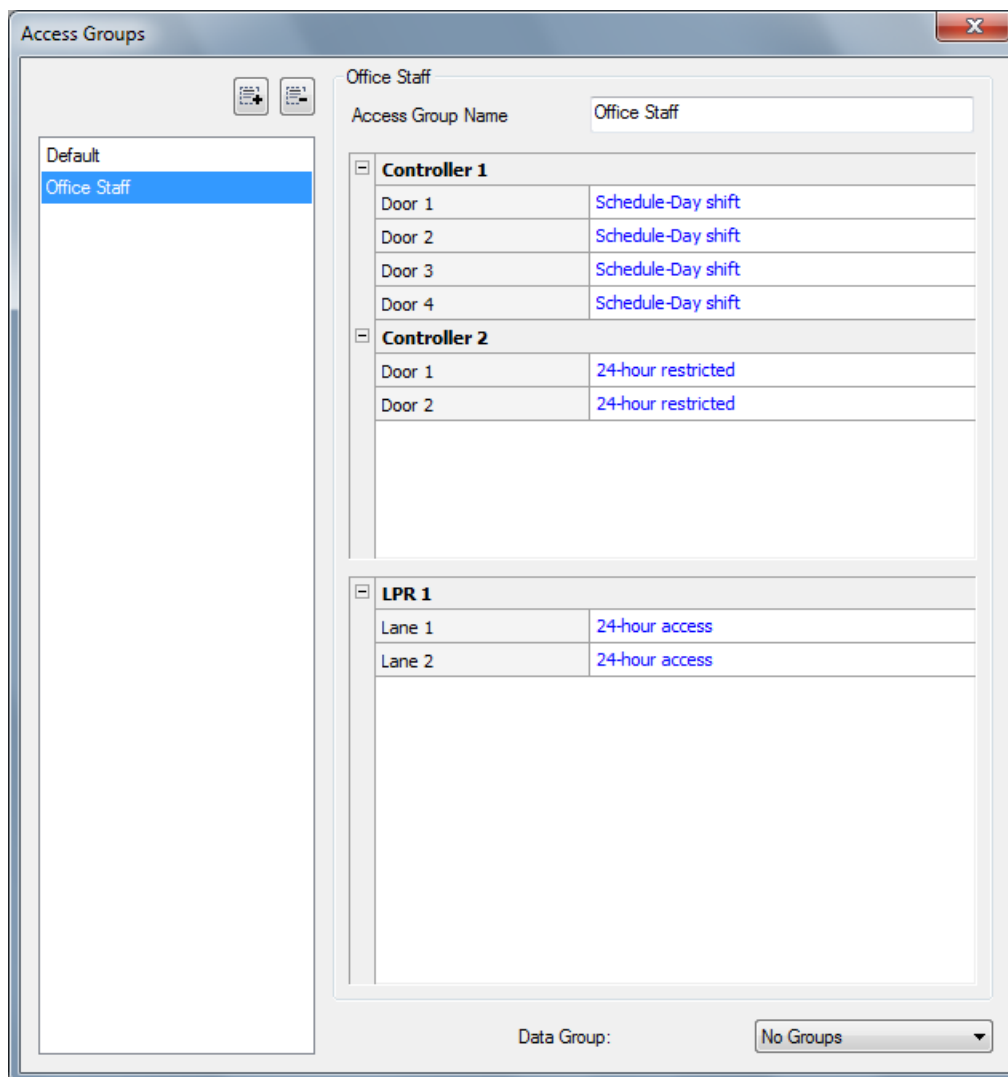 Access Groups
Default
Office Staff
Office Staff
Access Group Name Office Staff
Controller 1
Door 1 Schedule-Day shift
Door 2 Schedule-Day shift
Door 3 Schedule-Day shift
Door 4 Schedule-Day shift
Controller 2
Door 1 24-hour restricted
Door 2 24-hour restricted
LPR 1
Lane 1 24-hour access
Lane 2 24-hour access
Data Group: No Groups